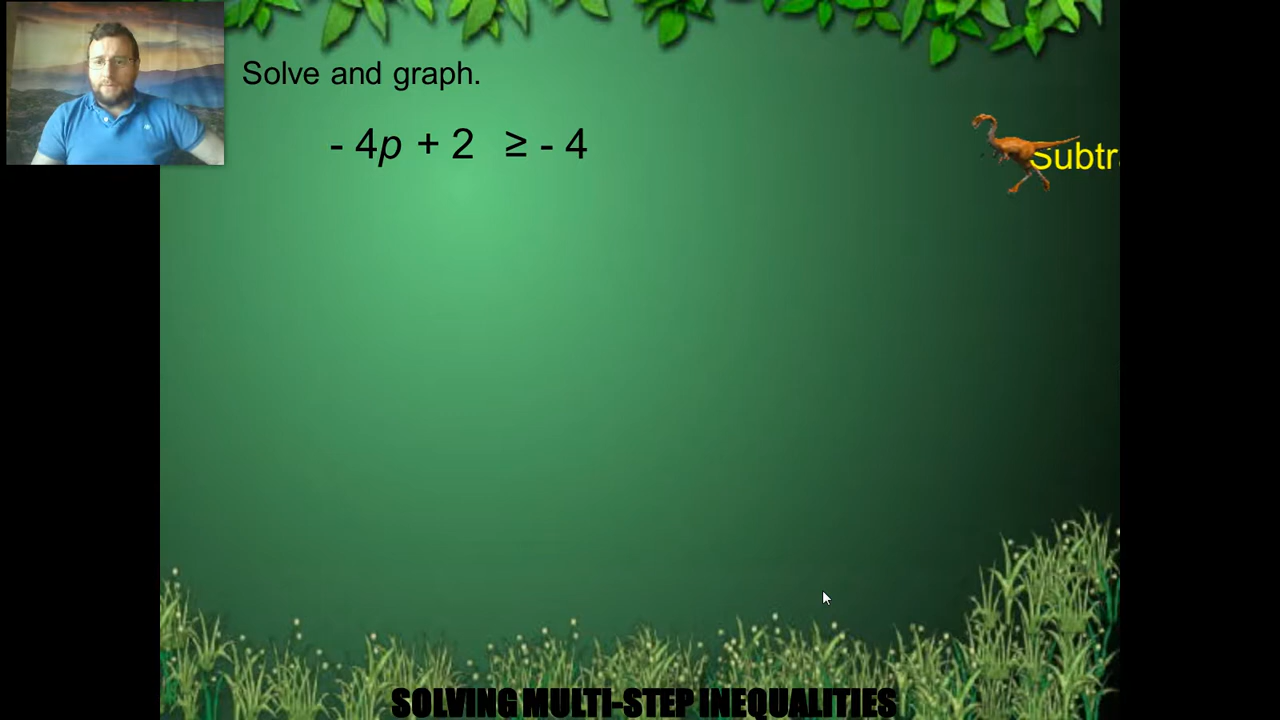 Solve and graph.
- 4p + 2 ≥ - 4
Subtr
SOLVING MULTI-STEP INEQUALITIES